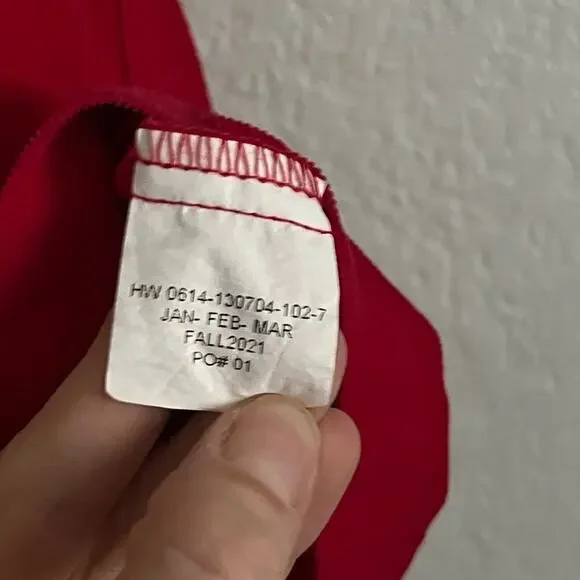 HW 0614-130704-102-7
JAN- FEB- MAR
FALL2021
PO# 01